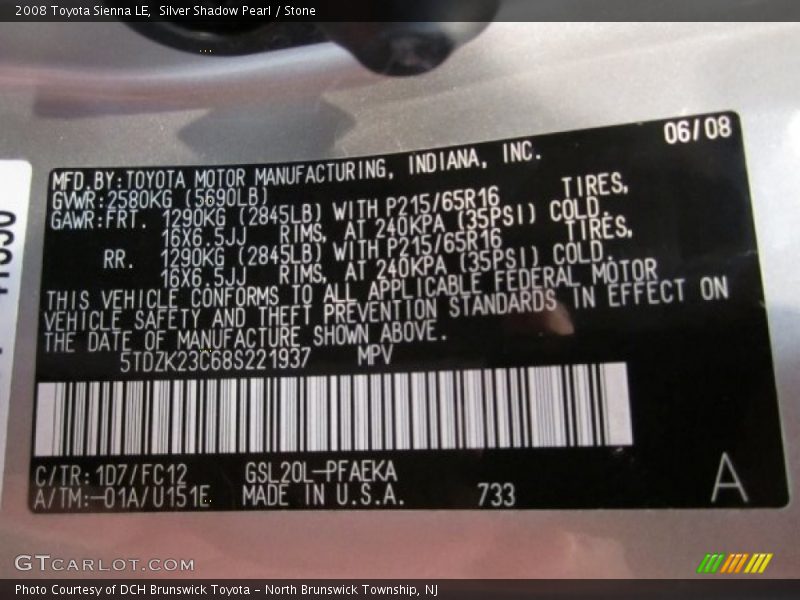 2008 Toyota Sienna LE, Silver Shadow Pearl / Stone
06/08
MFD.BY:TOYOTA MOTOR MANUFACTURING, INDIANA, INC.
GVWR:2580KG (5690LB)
GAWR:FRT. 1290KG (2845LB) WITH P215/65R16 TIRES,
16X6.5JJ RIMS, AT 240KPA (35PSI) COLD.
RR. 1290KG (2845LB) WITH P215/65R16 TIRES,
16X6.5JJ RIMS, AT 240KPA (35PSI) COLD.
THIS VEHICLE CONFORMS TO ALL APPLICABLE FEDERAL MOTOR
VEHICLE SAFETY AND THEFT PREVENTION STANDARDS IN EFFECT ON
THE DATE OF MANUFACTURE SHOWN ABOVE.
5TDZK23C68S221937 MPV
C/TR:1D7/FC12 GSL20L-PFAEKA
A/TM:-01A/U151E MADE IN U.S.A. 733
A
GTCARLOT.COM
Photo Courtesy of DCH Brunswick Toyota - North Brunswick Township, NJ